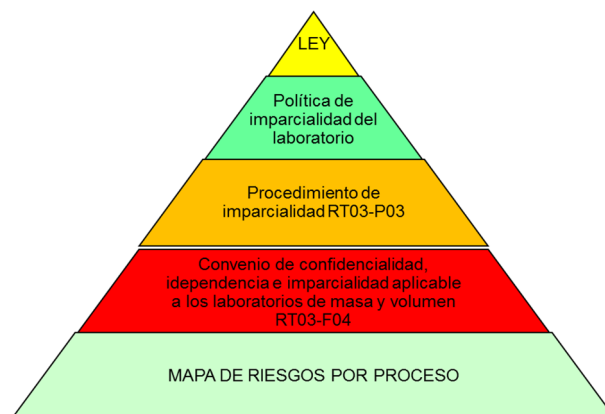 LEY
Política de
imparcialidad del
laboratorio
Procedimiento de
imparcialidad RT03-P03
Convenio de confidencialidad,
idependencia e imparcialidad aplicable
a los laboratorios de masa y volumen
RT03-F04
MAPA DE RIESGOS POR PROCESO